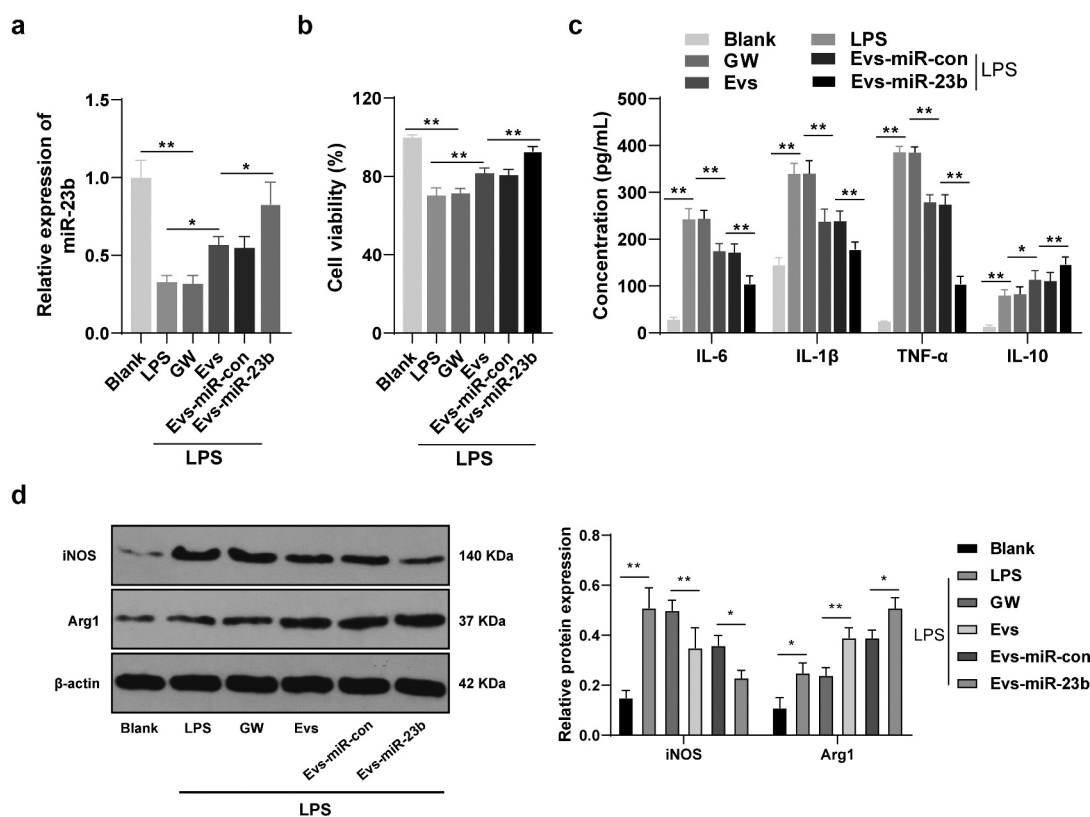 a
Relative expression of
miR-23b
1.5
1.0
0.5
0.0
**
*
*
Blank
LPS
GW
Evs
Evs-miR-con
Evs-miR-23b
LPS
b
Cell viability (%)
120
80
40
0
**
**
**
Blank
LPS
GW
Evs
Evs-miR-con
Evs-miR-23b
LPS
c
Blank
LPS
GW
Evs-miR-con
Evs
Evs-miR-23b
LPS
Concentration (pg/mL)
500
400
300
200
100
0
**
**
**
**
**
**
**
**
**
**
*
**
IL-6
IL-1β
TNF-α
IL-10
d
iNOS
140 KDa
Arg1
37 KDa
β-actin
42 KDa
Blank
LPS
GW
Evs
Evs-miR-con
Evs-miR-23b
LPS
Relative protein expression
0.8
0.6
0.4
0.2
0.0
**
**
*
*
**
*
iNOS
Arg1
Blank
LPS
GW
Evs
Evs-miR-con
Evs-miR-23b
LPS